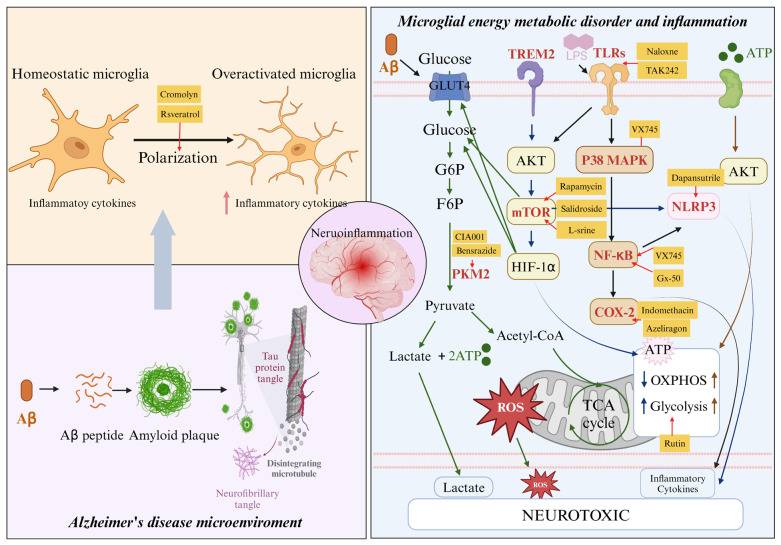 Homeostatic microglia
Overactivated microglia
Cromolyn
Rsveratrol
Polarization
Inflammatoy cytokines
Inflammatory cytokines
Neruoinflammation
Tau
protein
tangle
Aβ
Aβ peptide
Amyloid plaque
Disintegrating
microtubule
Neurofibrillary
tangle
Alzheimer's disease microenviroment
Microglial energy metabolic disorder and inflammation
Aβ
Glucose
TREM2
LPS
TLRs
Naloxne
TAK242
ATP
GLUT4
Glucose
G6P
F6P
AKT
P38 MAPK
VX745
AKT
Dapansutrile
NLRP3
mTOR
Rapamycin
Salidroside
L-srine
CIA001
Bensrazide
PKM2
HIF-1α
NF-κB
VX745
Gx-50
COX-2
Indomethacin
Azeliragon
Pyruvate
Lactate + 2ATP
Acetyl-CoA
ATP
OXPHOS
Glycolysis
Rutin
ROS
TCA
cycle
Lactate
ROS
Inflammatory
Cytokines
NEUROTOXIC